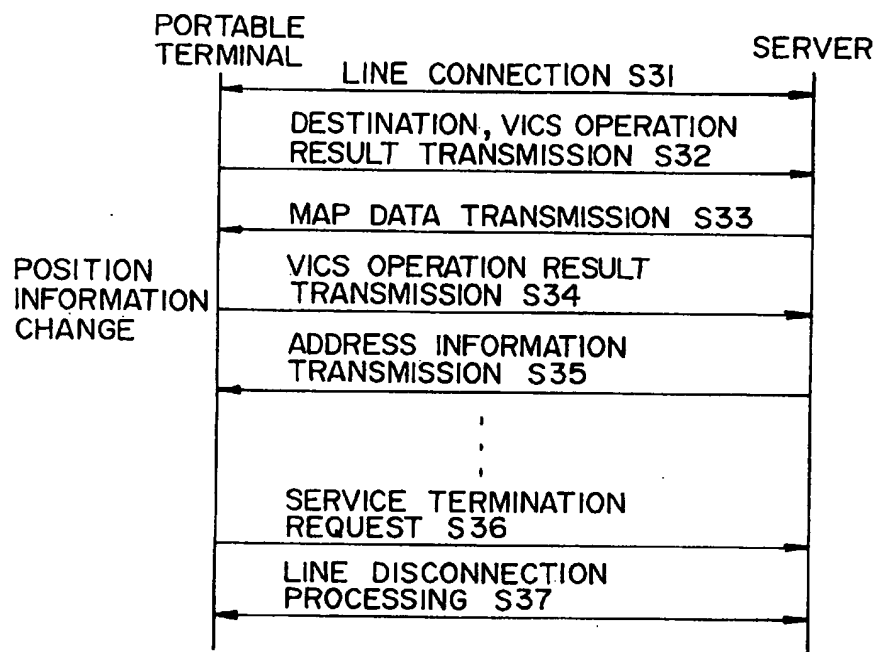 PORTABLE
TERMINAL
SERVER
LINE CONNECTION S31
DESTINATION, VICS OPERATION
RESULT TRANSMISSION S32
MAP DATA TRANSMISSION S33
POSITION
INFORMATION
CHANGE
VICS OPERATION RESULT
TRANSMISSION S34
ADDRESS INFORMATION
TRANSMISSION S35
SERVICE TERMINATION
REQUEST S36
LINE DISCONNECTION
PROCESSING S37